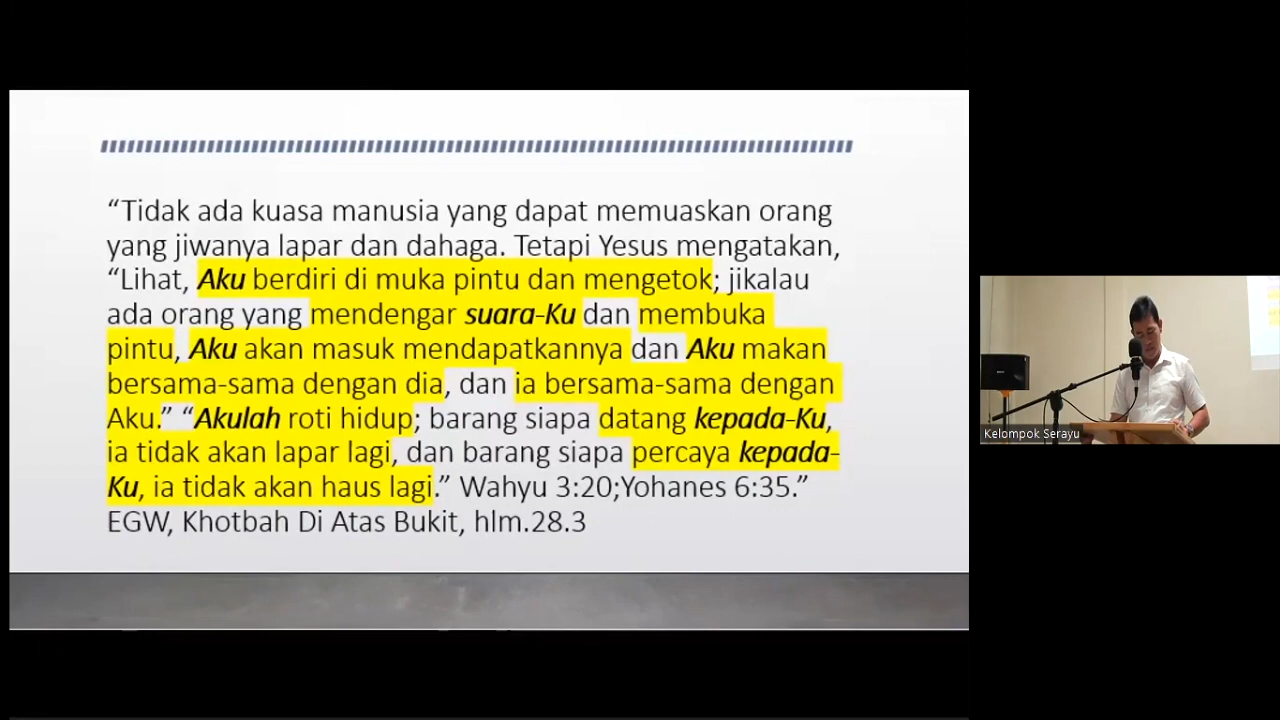 “Tidak ada kuasa manusia yang dapat memuaskan orang
yang jiwanya lapar dan dahaga. Tetapi Yesus mengatakan,
“Lihat, Aku berdiri di muka pintu dan mengetok; jikalau
ada orang yang mendengar suara-Ku dan membuka
pintu, Aku akan masuk mendapatkannya dan Aku makan
bersama-sama dengan dia, dan ia bersama-sama dengan
Aku.” “Akulah roti hidup; barang siapa datang kepada-Ku,
ia tidak akan lapar lagi, dan barang siapa percaya kepada-
Ku, ia tidak akan haus lagi.” Wahyu 3:20;Yohanes 6:35.”
EGW, Khotbah Di Atas Bukit, hlm.28.3
Kelompok Serayu